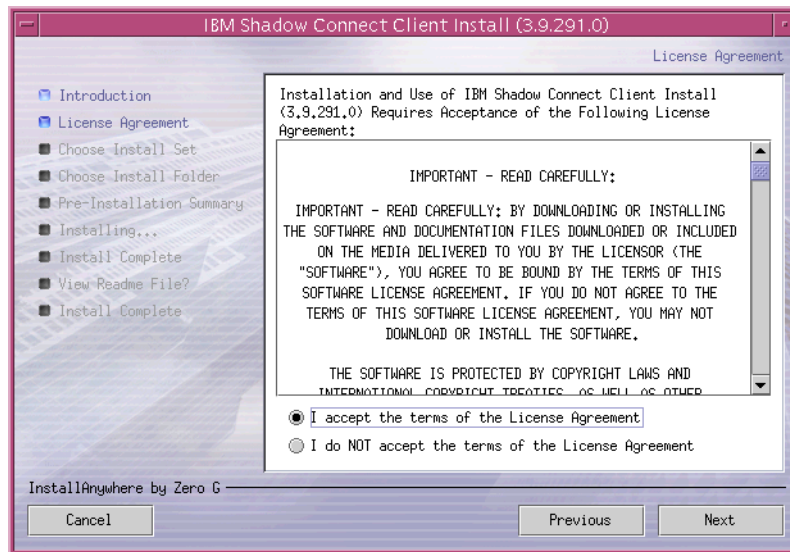 IBM Shadow Connect Client Install (3.9.291.0)
License Agreement
Introduction
License Agreement
Choose Install Set
Choose Install Folder
Pre-Installation Summary
Installing...
Install Complete
View Readme File?
Install Complete
Installation and Use of IBM Shadow Connect Client Install
(3.9.291.0) Requires Acceptance of the Following License
Agreement:
IMPORTANT - READ CAREFULLY:
IMPORTANT - READ CAREFULLY: BY DOWNLOADING OR INSTALLING
THE SOFTWARE AND DOCUMENTATION FILES DOWNLOADED OR INCLUDED
ON THE MEDIA DELIVERED TO YOU BY THE LICENSOR (THE
"SOFTWARE"), YOU AGREE TO BE BOUND BY THE TERMS OF THIS
SOFTWARE LICENSE AGREEMENT. IF YOU DO NOT AGREE TO THE
TERMS OF THIS SOFTWARE LICENSE AGREEMENT, YOU MAY NOT
DOWNLOAD OR INSTALL THE SOFTWARE.
THE SOFTWARE IS PROTECTED BY COPYRIGHT LAWS AND
INTERNATIONAL COPYRIGHT TREATIES, AS WELL AS OTHER
I accept the terms of the License Agreement
I do NOT accept the terms of the License Agreement
InstallAnywhere by Zero G
Cancel
Previous
Next